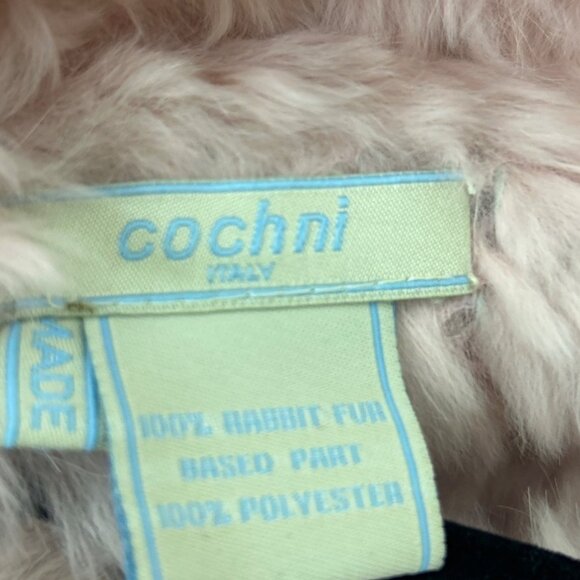 cochni
ITALY
MADE
100% RABBIT FUR
BASED PART
100% POLYESTER